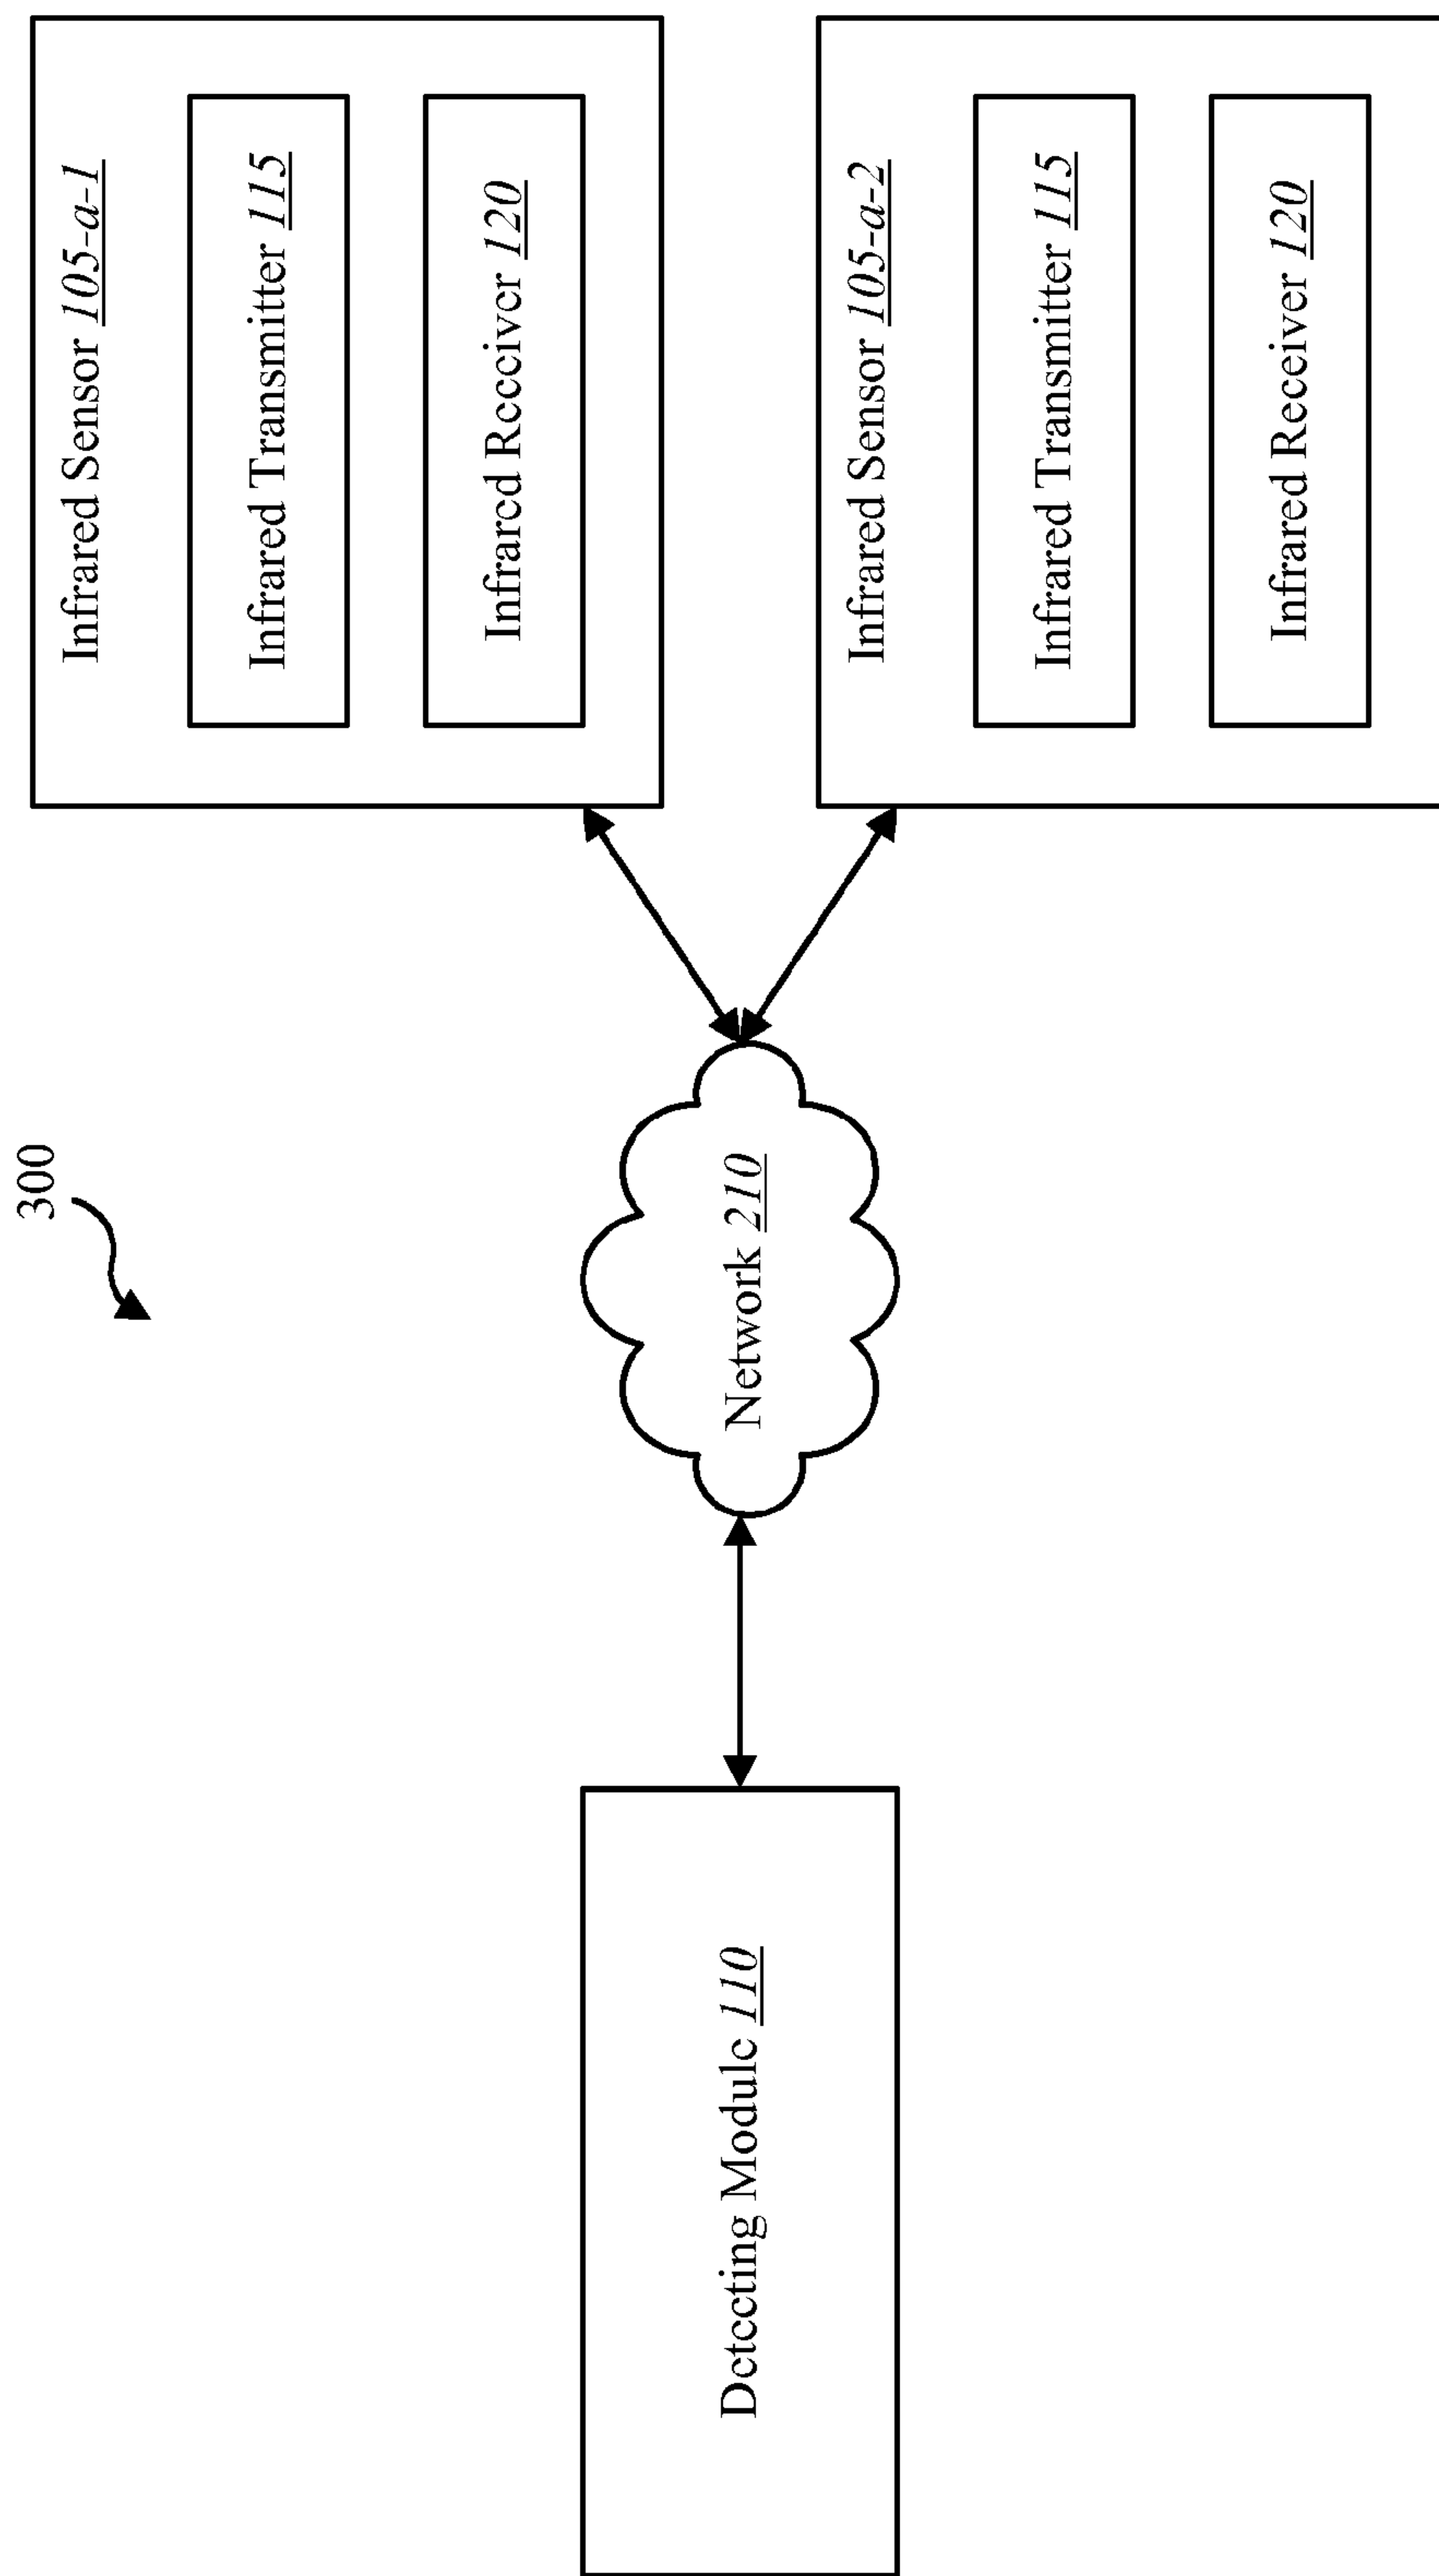 300
Detecting Module 110
Network 210
Infrared Sensor 105-a-1
Infrared Transmitter 115
Infrared Receiver 120
Infrared Sensor 105-a-2
Infrared Transmitter 115
Infrared Receiver 120